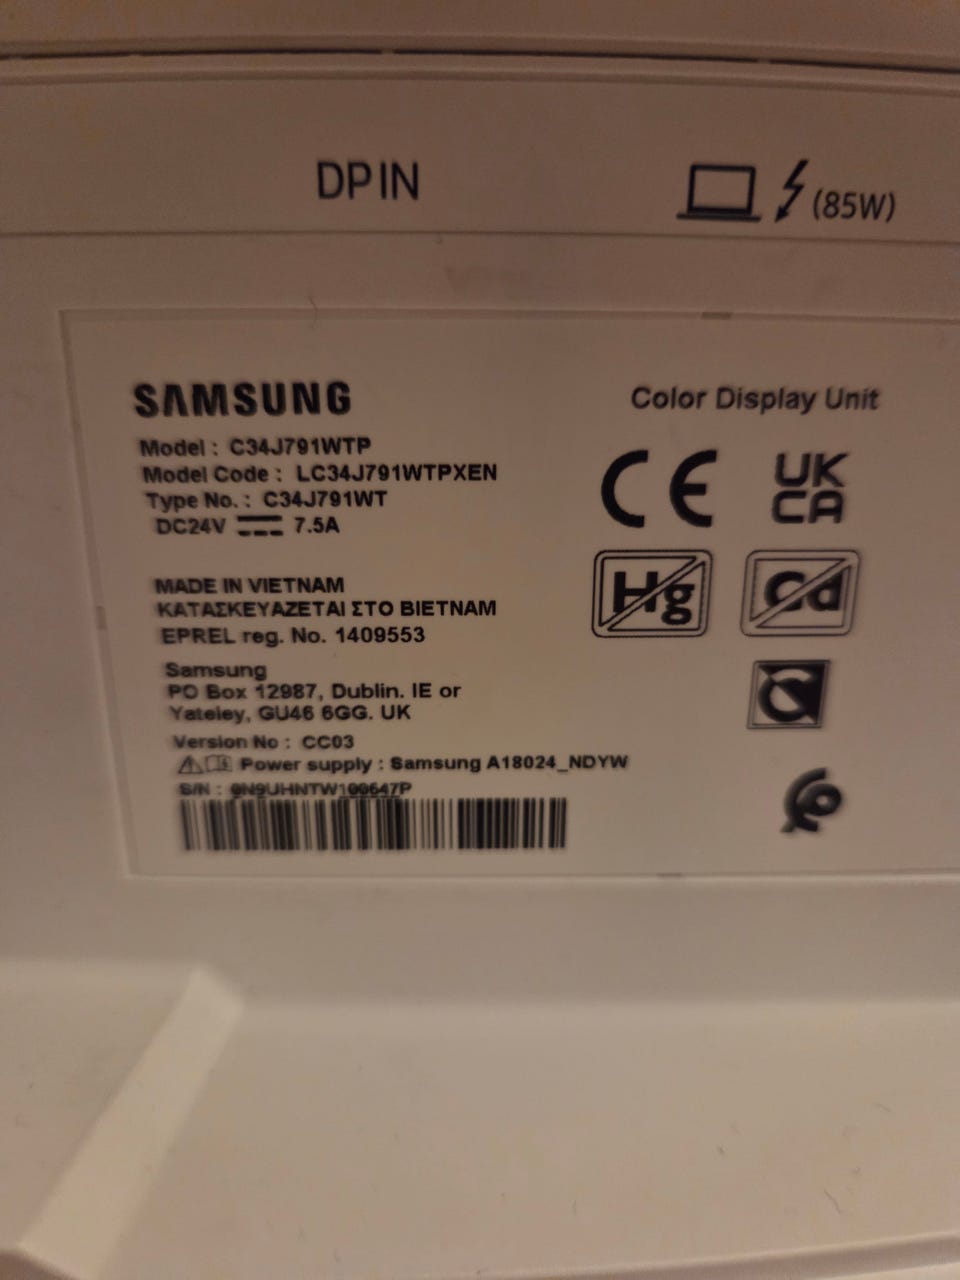 DP IN
(85W)
SAMSUNG
Color Display Unit
Model : C34J791WTP
Model Code : LC34J791WTPXEN
Type No. : C34J791WT
DC24V 7.5A
CE
UK
CA
MADE IN VIETNAM
ΚΑΤΑΣΚΕΥΑΖΕΤΑΙ ΣΤΟ ΒΙΕΤΝΑΜ
EPREL reg. No. 1409553
Hg
Cd
Samsung
PO Box 12987, Dublin. IE or
Yateley, GU46 6GG. UK
Version No : CC03
Power supply : Samsung A18024_NDYW
S/N : 0N9UHNTW100647P